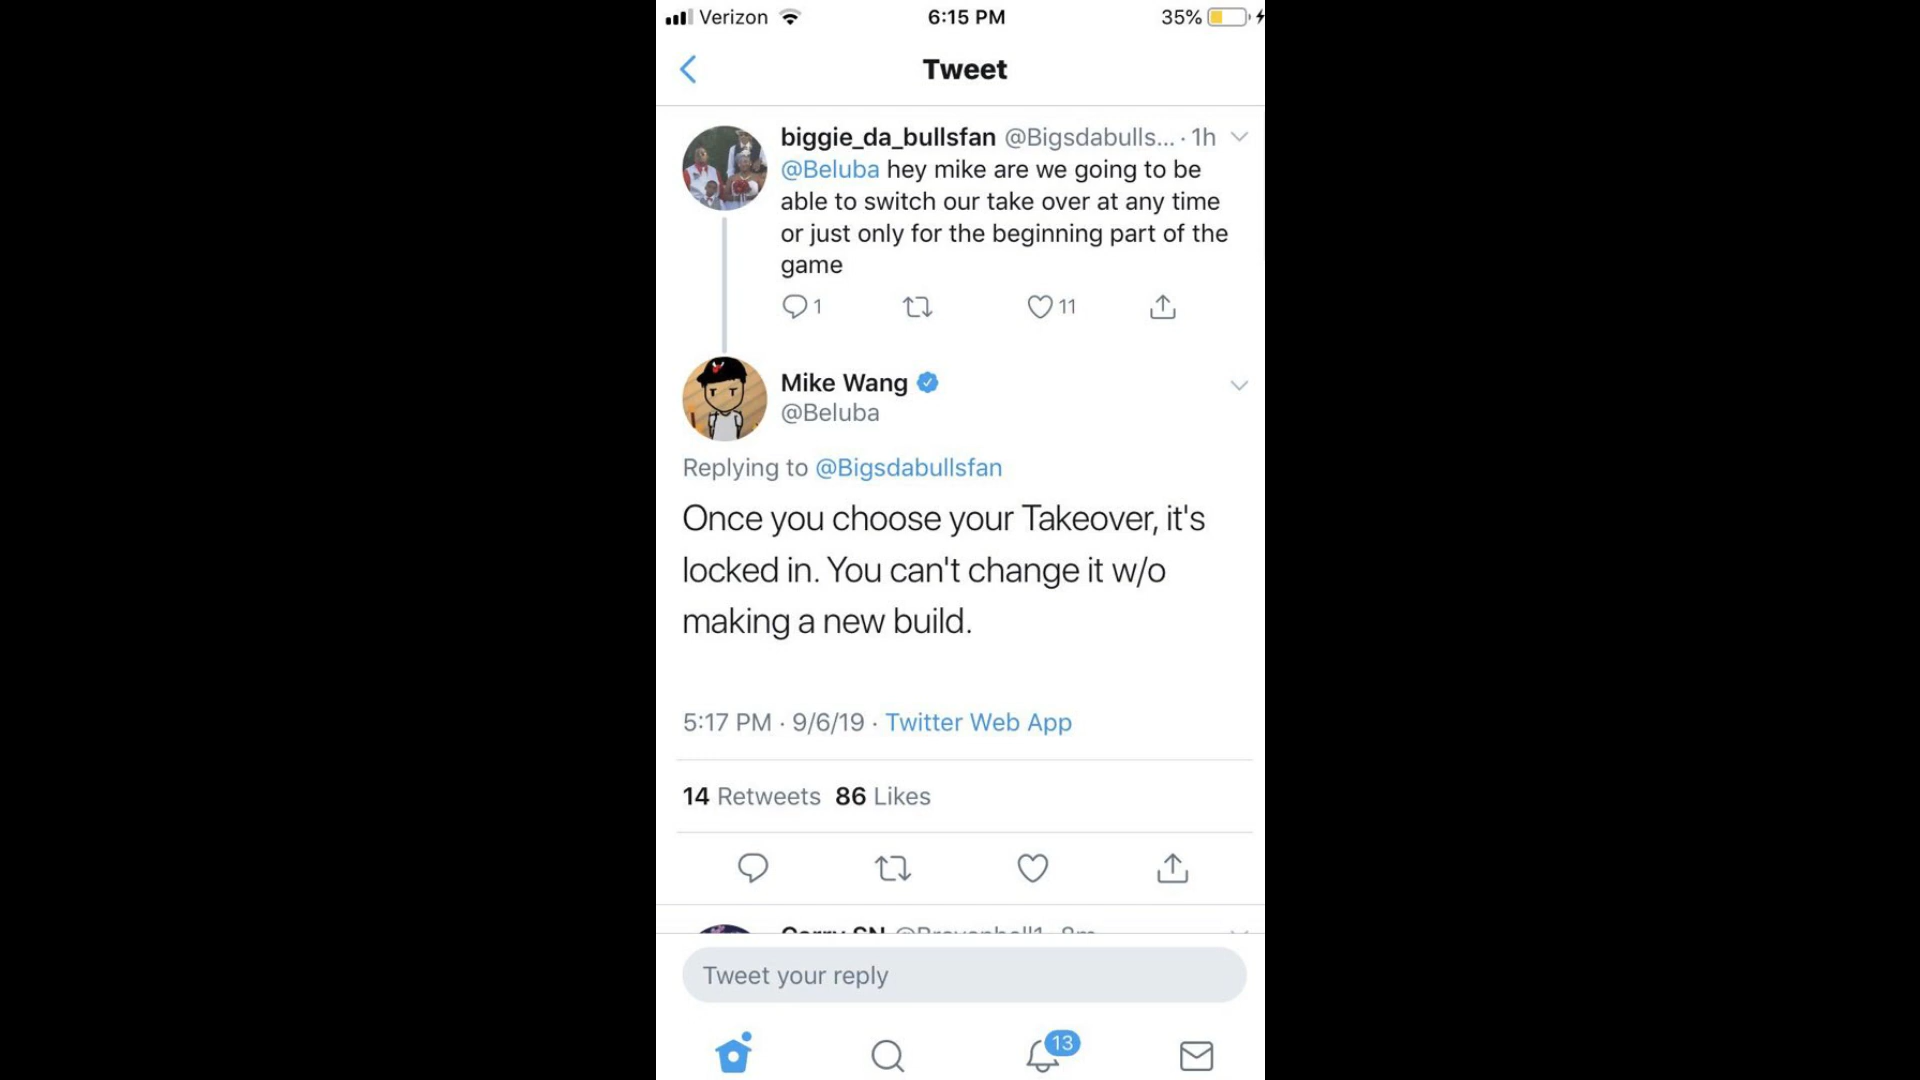 Verizon 6:15 PM 35%
Tweet
biggie_da_bullsfan @Bigsdabulls... · 1h
@Beluba hey mike are we going to be
able to switch our take over at any time
or just only for the beginning part of the
game
1 11
Mike Wang
@Beluba
Replying to @Bigsdabullsfan
Once you choose your Takeover, it's
locked in. You can't change it w/o
making a new build.
5:17 PM · 9/6/19 · Twitter Web App
14 Retweets 86 Likes
Tweet your reply
13